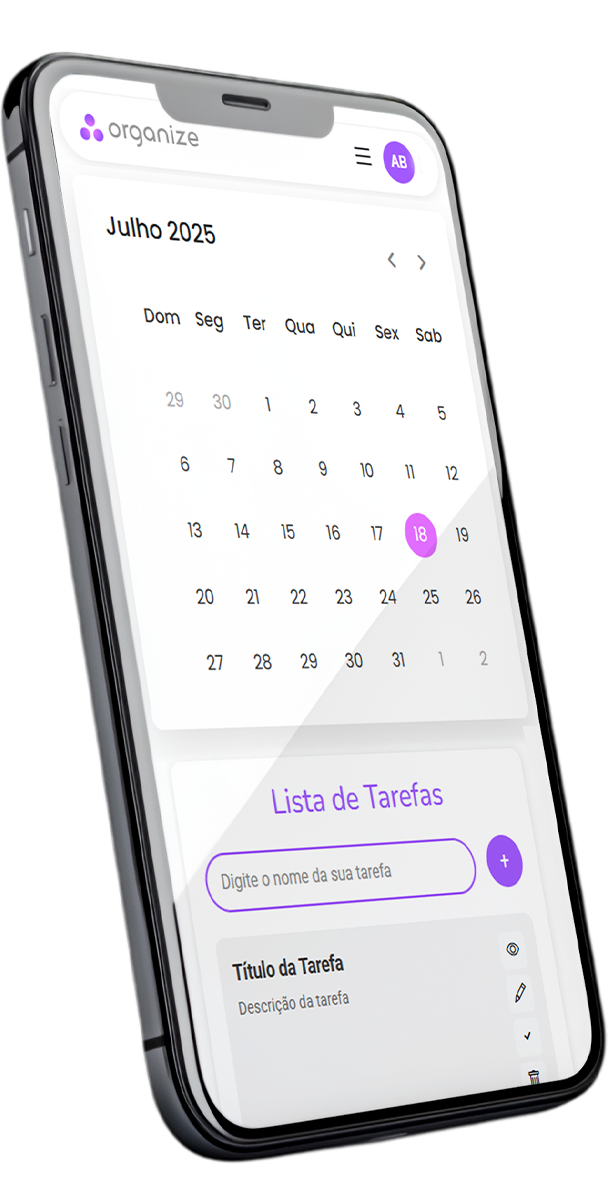 organize
AB
Julho 2025
Dom Seg Ter Qua Qui Sex Sab
29 30 1 2 3 4 5
6 7 8 9 10 11 12
13 14 15 16 17 18 19
20 21 22 23 24 25 26
27 28 29 30 31 1 2
Lista de Tarefas
Digite o nome da sua tarefa
+
Título da Tarefa
Descrição da tarefa